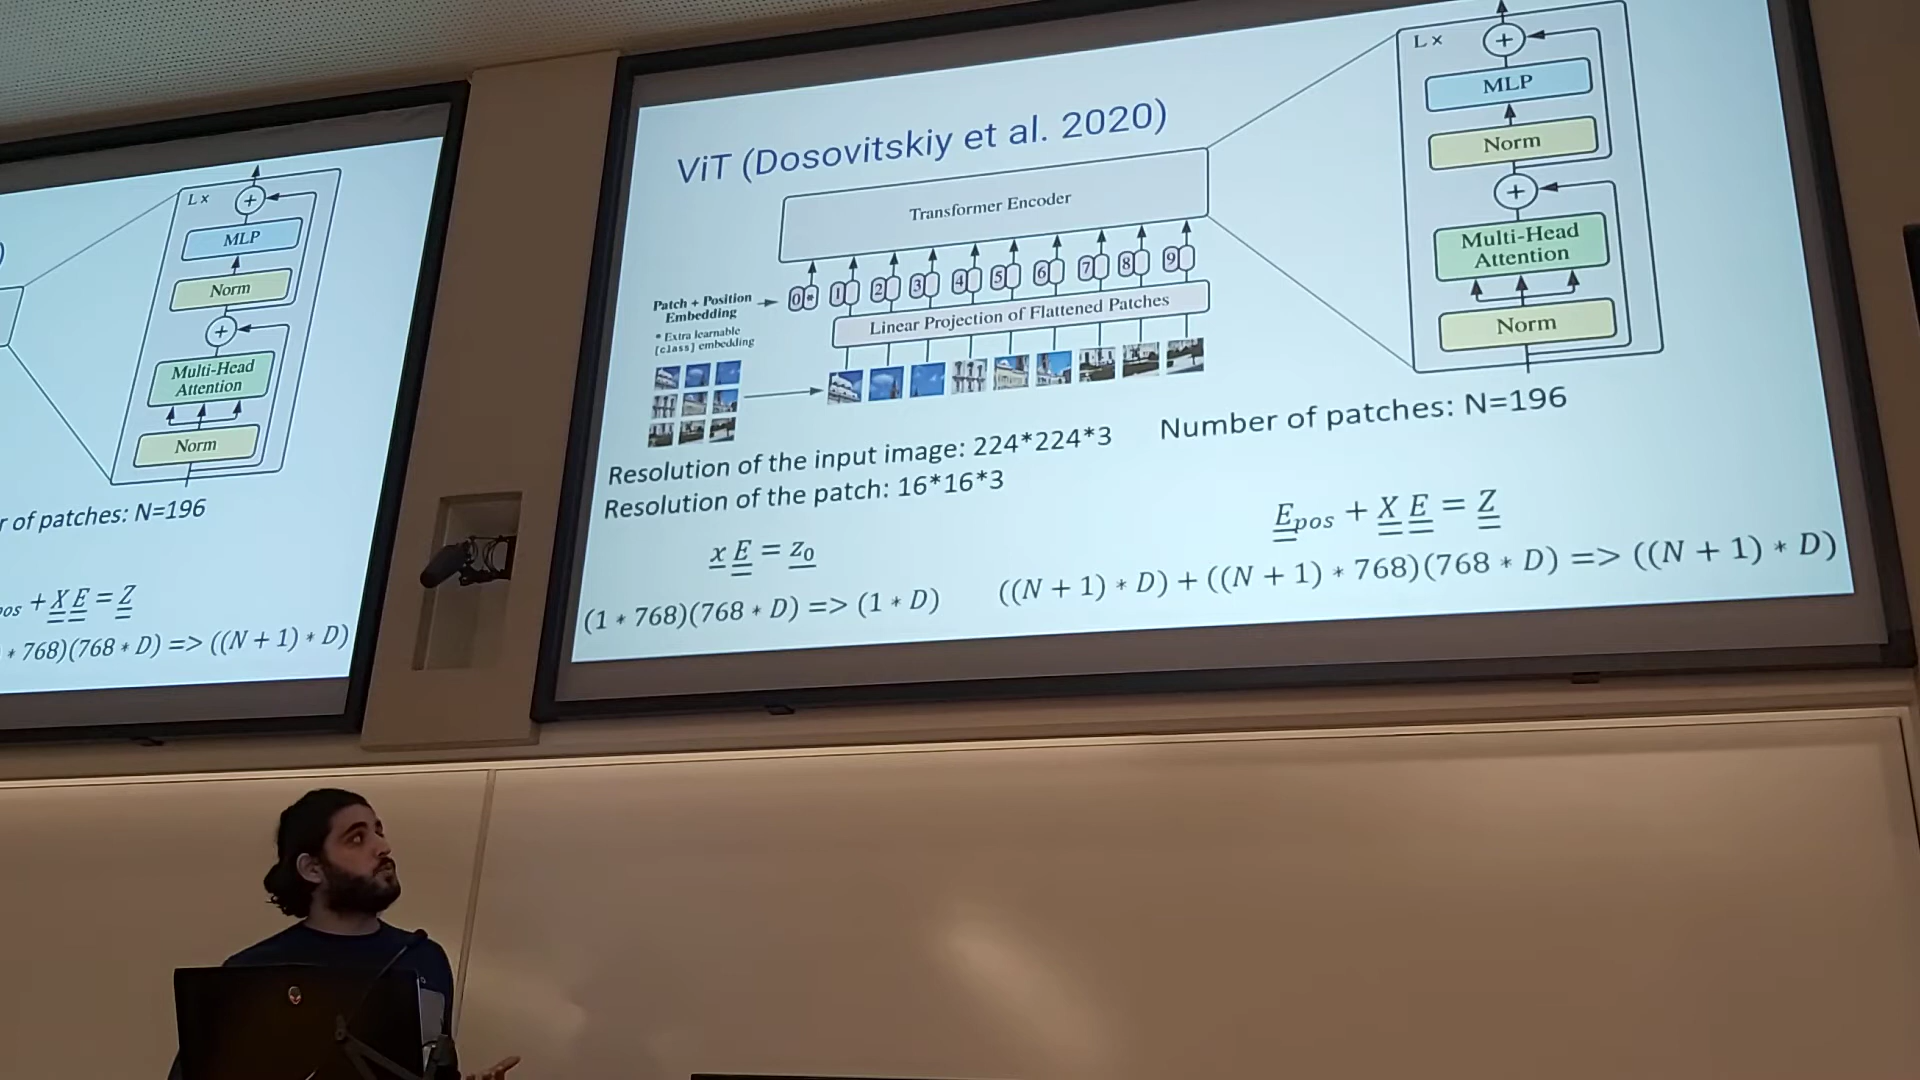 L x
+
MLP
Norm
+
Multi-Head
Attention
Norm
r of patches: N=196
os + X E = Z
* 768)(768 * D) => ((N + 1) * D)
ViT (Dosovitskiy et al. 2020)
Transformer Encoder
0* 1 2 3 4 5 6 7 8 9
Patch + Position
Embedding
* Extra learnable
[class] embedding
Linear Projection of Flattened Patches
L x
+
MLP
Norm
+
Multi-Head
Attention
Norm
Resolution of the input image: 224*224*3
Resolution of the patch: 16*16*3
Number of patches: N=196
x E = z₀
(1 * 768)(768 * D) => (1 * D)
E_pos + X E = Z
((N + 1) * D) + ((N + 1) * 768)(768 * D) => ((N + 1) * D)